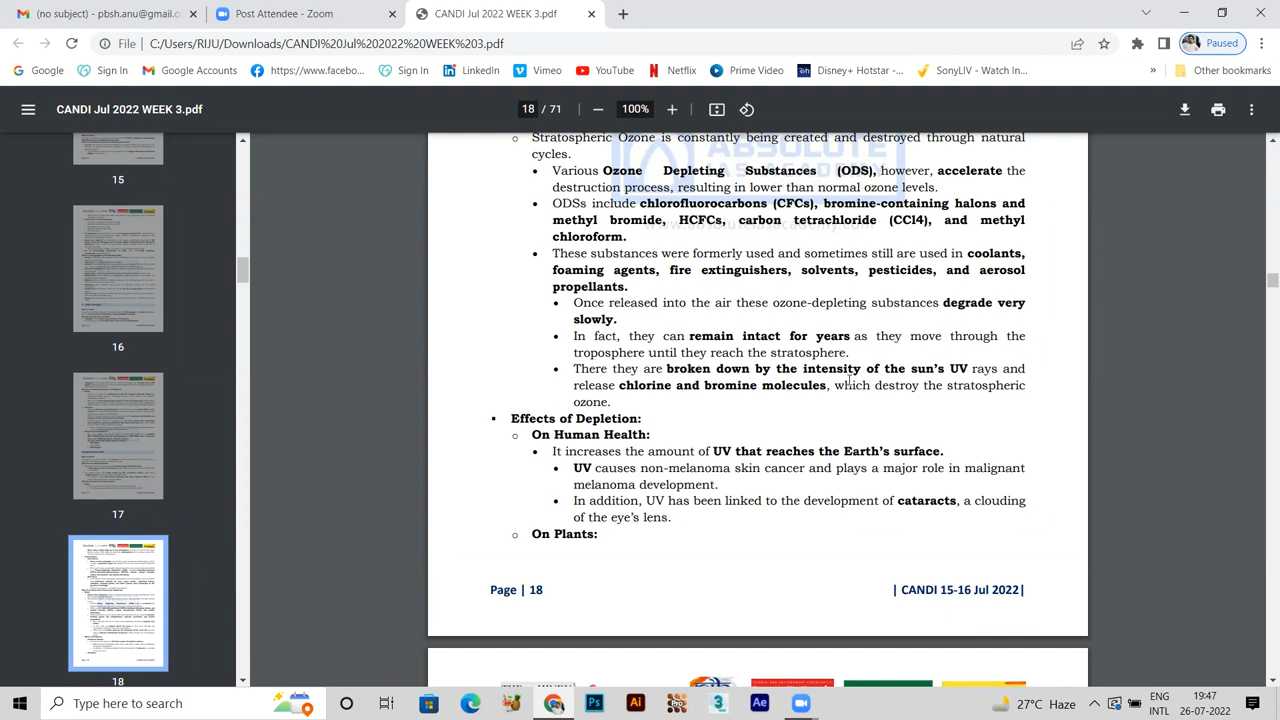 (no subject) - pbsh.anu@gmail.c
Post Attendee - Zoom
CANDI Jul 2022 WEEK 3.pdf
File
C:/Users/RIJU/Downloads/CANDI%20Jul%202022%20WEEK%203.pdf
Paused
Google
Sign In
Google Accounts
https://www.facebo...
Sign In
LinkedIn
Vimeo
YouTube
Netflix
Prime Video
Disney+ Hotstar -...
SonyLIV - Watch In...
»
Other bookmarks
CANDI Jul 2022 WEEK 3.pdf
18 / 71
100%
15
16
17
18
Stratospheric Ozone is constantly being and destroyed through natural
cycles.
Various Ozone Depleting Substances (ODS), however, accelerate the
destruction process, resulting in lower than normal ozone levels.
ODSs include chlorofluorocarbons (CFCs), bromine-containing halons and
methyl bromide, HCFCs, carbon tetrachloride (CCl4), and methyl
chloroform.
These substances were formerly used and sometimes still are used in coolants,
foaming agents, fire extinguishers, solvents, pesticides, and aerosol
propellants.
Once released into the air these ozone-depleting substances degrade very
slowly.
In fact, they can remain intact for years as they move through the
troposphere until they reach the stratosphere.
There they are broken down by the intensity of the sun's UV rays and
release chlorine and bromine molecules, which destroy the stratospheric
ozone.
Effects of Depletion:
On Human Health:
It increases the amount of UV that reaches the Earth's surface.
UV causes non-melanoma skin cancer and plays a major role in malignant
melanoma development.
In addition, UV has been linked to the development of cataracts, a clouding
of the eye's lens.
On Plants:
Page | 18
| CANDI 15-16 Jul 2022|
Type here to search
Ps
Ai
Pro
3
Ae
27°C Haze
ENG
INTL
19:47
26-07-2022